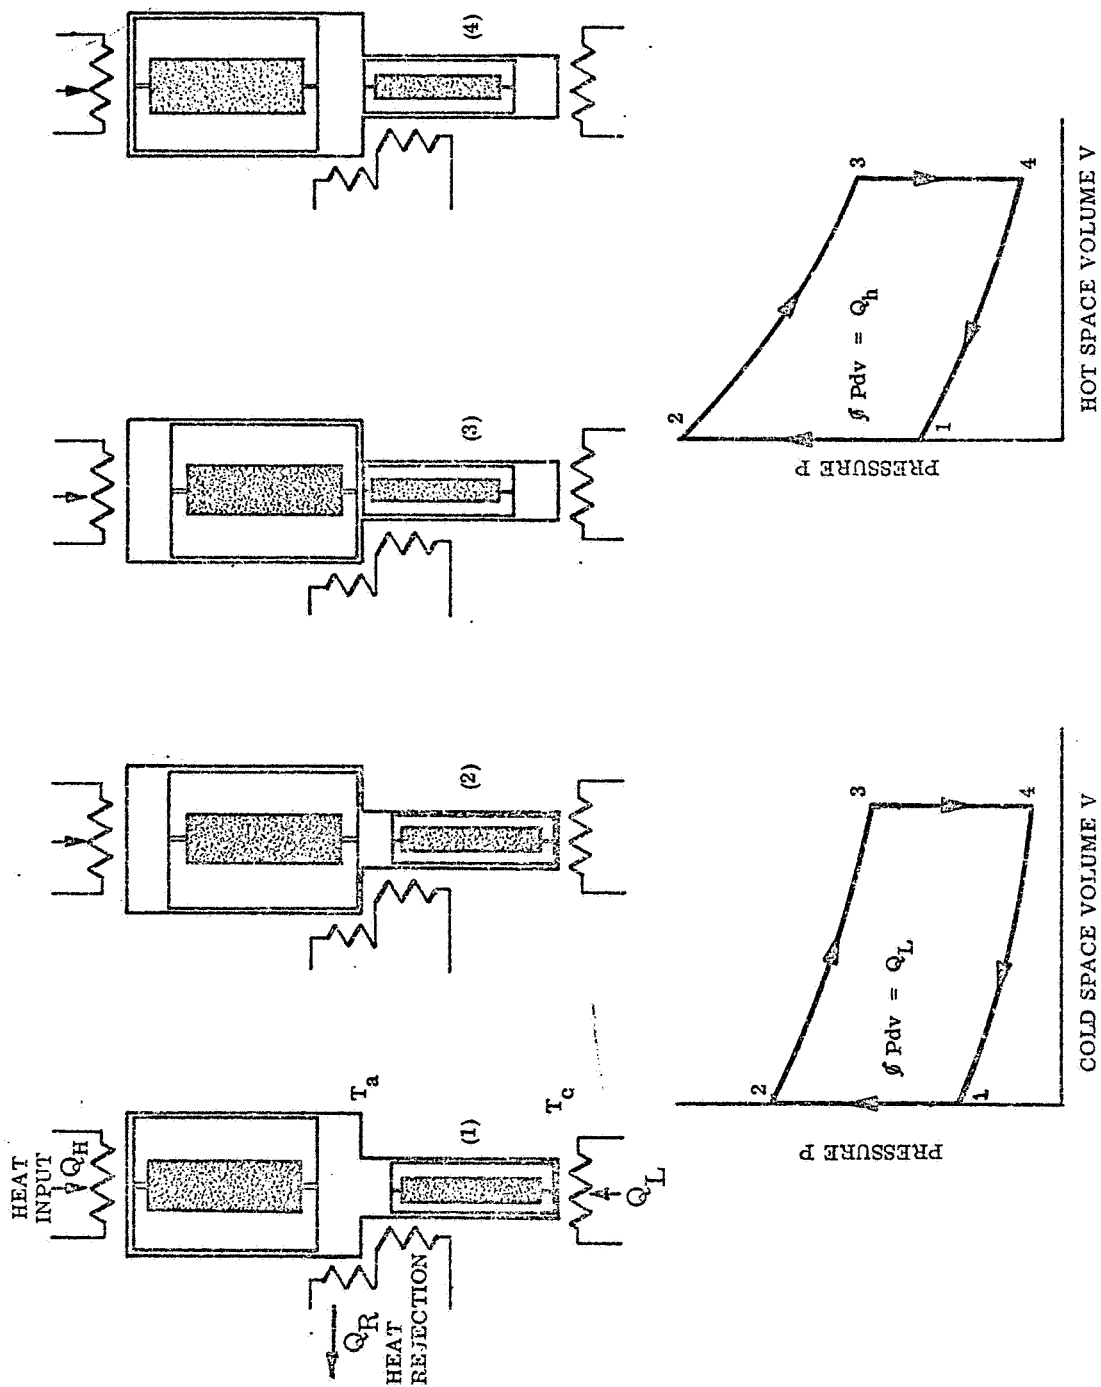 HEAT
INPUT
Q_H
T_a
T_c
(1)
Q_L
Q_R
HEAT
REJECTION
(2)
(3)
(4)
PRESSURE P
2
3
1
4
∮ Pdv = Q_L
COLD SPACE VOLUME V
PRESSURE P
2
3
1
4
∮ Pdv = Q_h
HOT SPACE VOLUME V